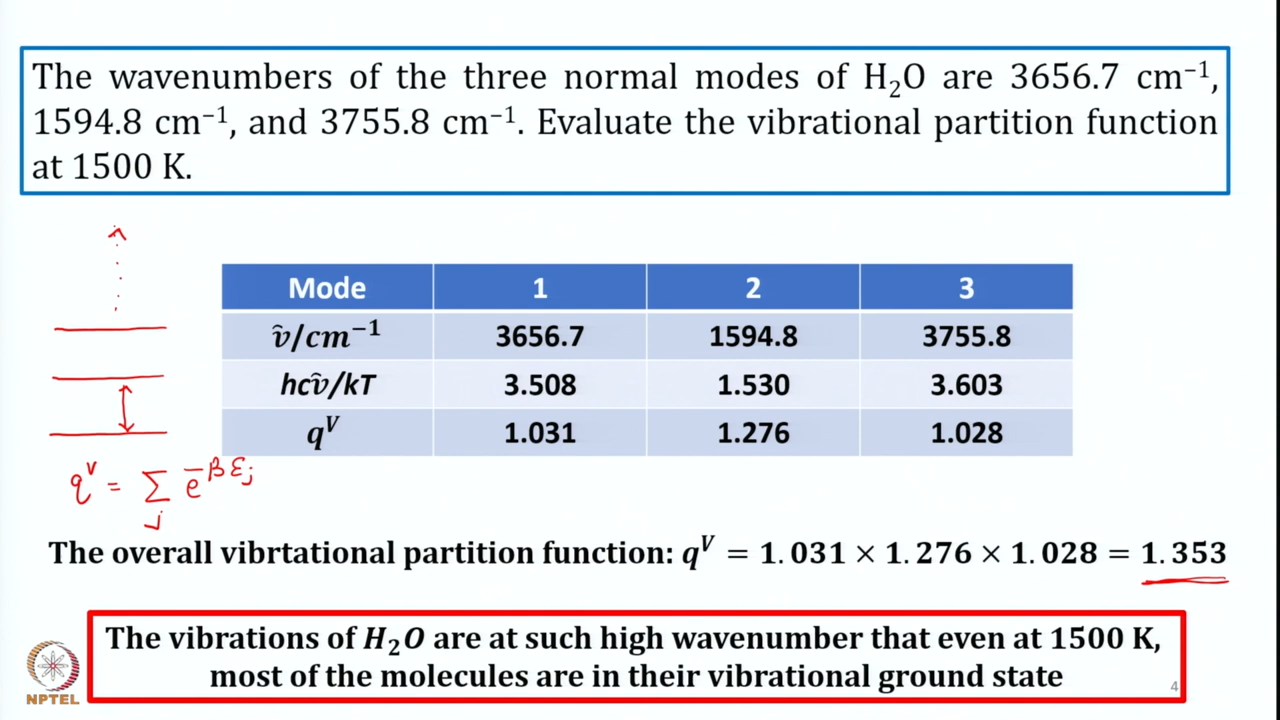 The wavenumbers of the three normal modes of H₂O are 3656.7 cm⁻¹,
1594.8 cm⁻¹, and 3755.8 cm⁻¹. Evaluate the vibrational partition function
at 1500 K.
Mode 1 2 3
ṽ/cm⁻¹ 3656.7 1594.8 3755.8
hcṽ/kT 3.508 1.530 3.603
qⱽ 1.031 1.276 1.028
qᵛ = Σⱼ e^(−βεⱼ)
The overall vibrtational partition function: qⱽ = 1.031 × 1.276 × 1.028 = 1.353
The vibrations of H₂O are at such high wavenumber that even at 1500 K,
most of the molecules are in their vibrational ground state
NPTEL
4